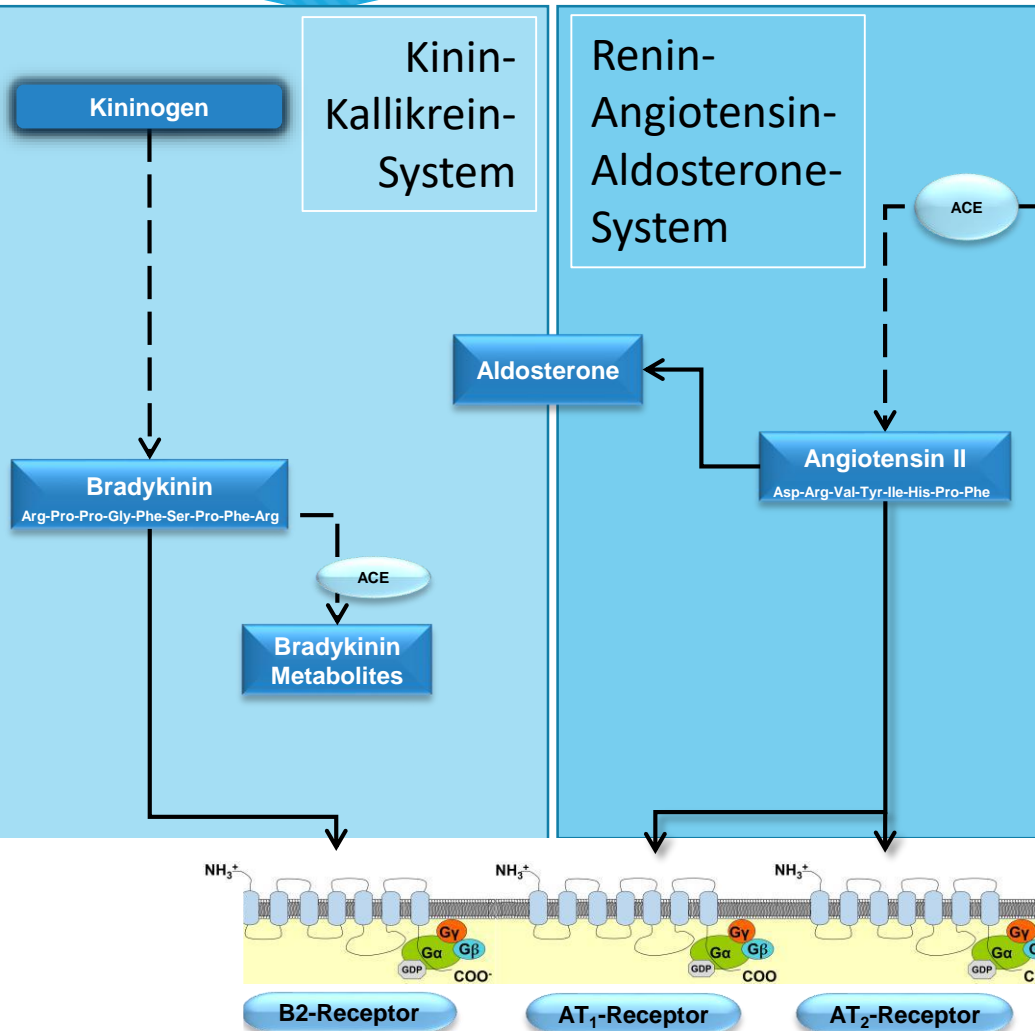 Kinin-
Kallikrein-
System
Renin-
Angiotensin-
Aldosterone-
System
Kininogen
ACE
Aldosterone
Bradykinin
Arg-Pro-Pro-Gly-Phe-Ser-Pro-Phe-Arg
Angiotensin II
Asp-Arg-Val-Tyr-Ile-His-Pro-Phe
ACE
Bradykinin
Metabolites
NH₃⁺
NH₃⁺
NH₃⁺
Gγ
Gα
Gβ
GDP
COO⁻
Gγ
Gα
Gβ
GDP
COO
Gγ
Gα
G
GDP
C
B2-Receptor
AT₁-Receptor
AT₂-Receptor